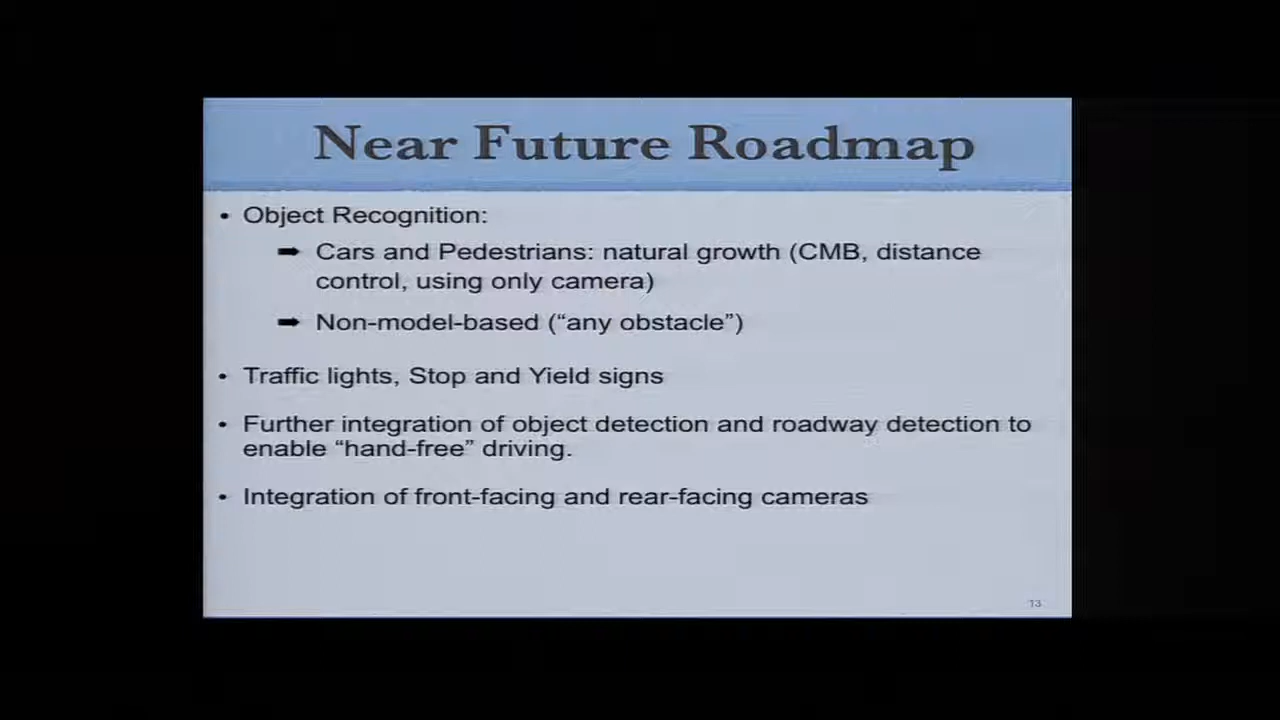 Near Future Roadmap
• Object Recognition:
➡ Cars and Pedestrians: natural growth (CMB, distance
control, using only camera)
➡ Non-model-based (“any obstacle”)
• Traffic lights, Stop and Yield signs
• Further integration of object detection and roadway detection to
enable “hand-free” driving.
• Integration of front-facing and rear-facing cameras
13